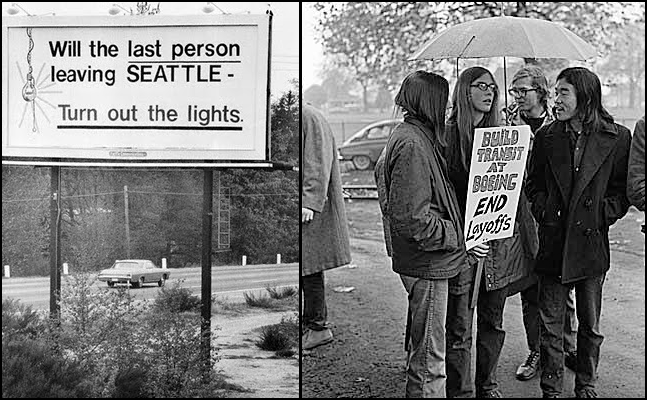 Will the last person
leaving SEATTLE -
Turn out the lights.
BUILD
TRANSIT
AT
BOEING
END
Layoffs